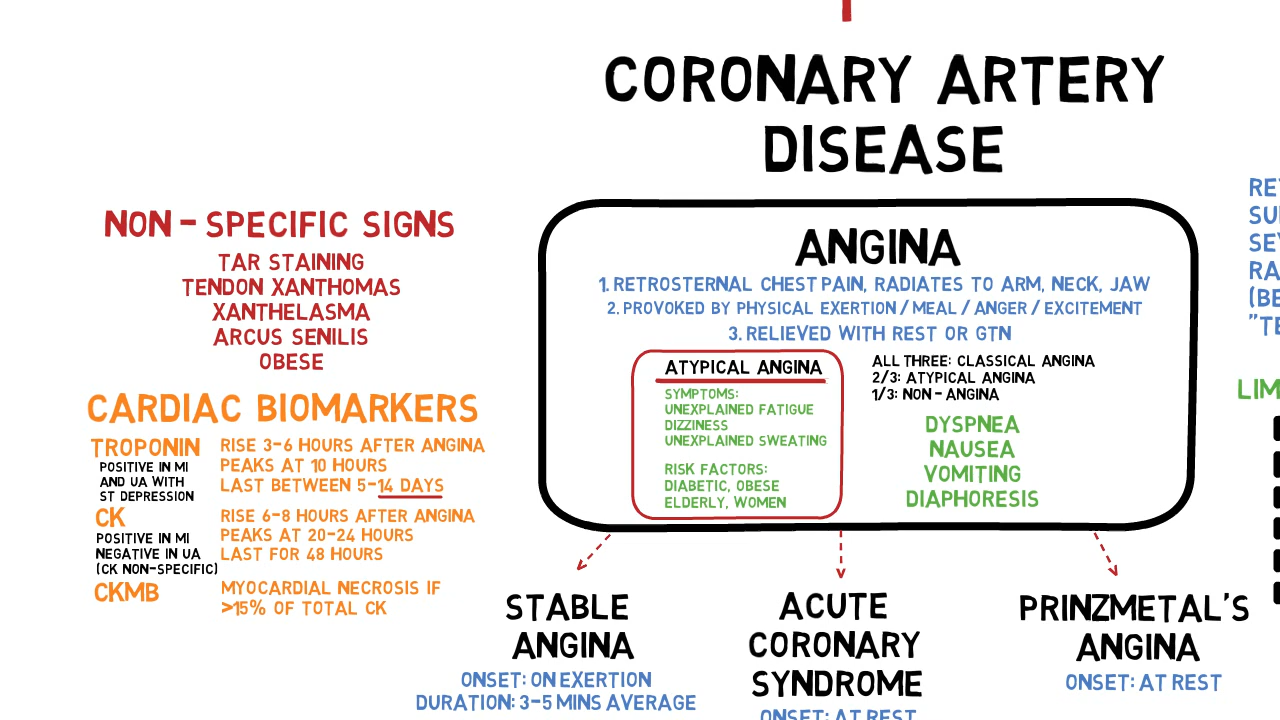 CORONARY ARTERY
DISEASE
NON - SPECIFIC SIGNS
TAR STAINING
TENDON XANTHOMAS
XANTHELASMA
ARCUS SENILIS
OBESE
CARDIAC BIOMARKERS
TROPONIN
POSITIVE IN MI
AND UA WITH
ST DEPRESSION
RISE 3-6 HOURS AFTER ANGINA
PEAKS AT 10 HOURS
LAST BETWEEN 5-14 DAYS
CK
POSITIVE IN MI
NEGATIVE IN UA
(CK NON-SPECIFIC)
RISE 6-8 HOURS AFTER ANGINA
PEAKS AT 20-24 HOURS
LAST FOR 48 HOURS
CKMB
MYOCARDIAL NECROSIS IF
>15% OF TOTAL CK
ANGINA
1. RETROSTERNAL CHEST PAIN, RADIATES TO ARM, NECK, JAW
2. PROVOKED BY PHYSICAL EXERTION / MEAL / ANGER / EXCITEMENT
3. RELIEVED WITH REST OR GTN
ATYPICAL ANGINA
SYMPTOMS:
UNEXPLAINED FATIGUE
DIZZINESS
UNEXPLAINED SWEATING
RISK FACTORS:
DIABETIC, OBESE
ELDERLY, WOMEN
ALL THREE: CLASSICAL ANGINA
2/3: ATYPICAL ANGINA
1/3: NON - ANGINA
DYSPNEA
NAUSEA
VOMITING
DIAPHORESIS
STABLE
ANGINA
ONSET: ON EXERTION
DURATION: 3-5 MINS AVERAGE
ACUTE
CORONARY
SYNDROME
ONSET: AT REST
PRINZMETAL'S
ANGINA
ONSET: AT REST